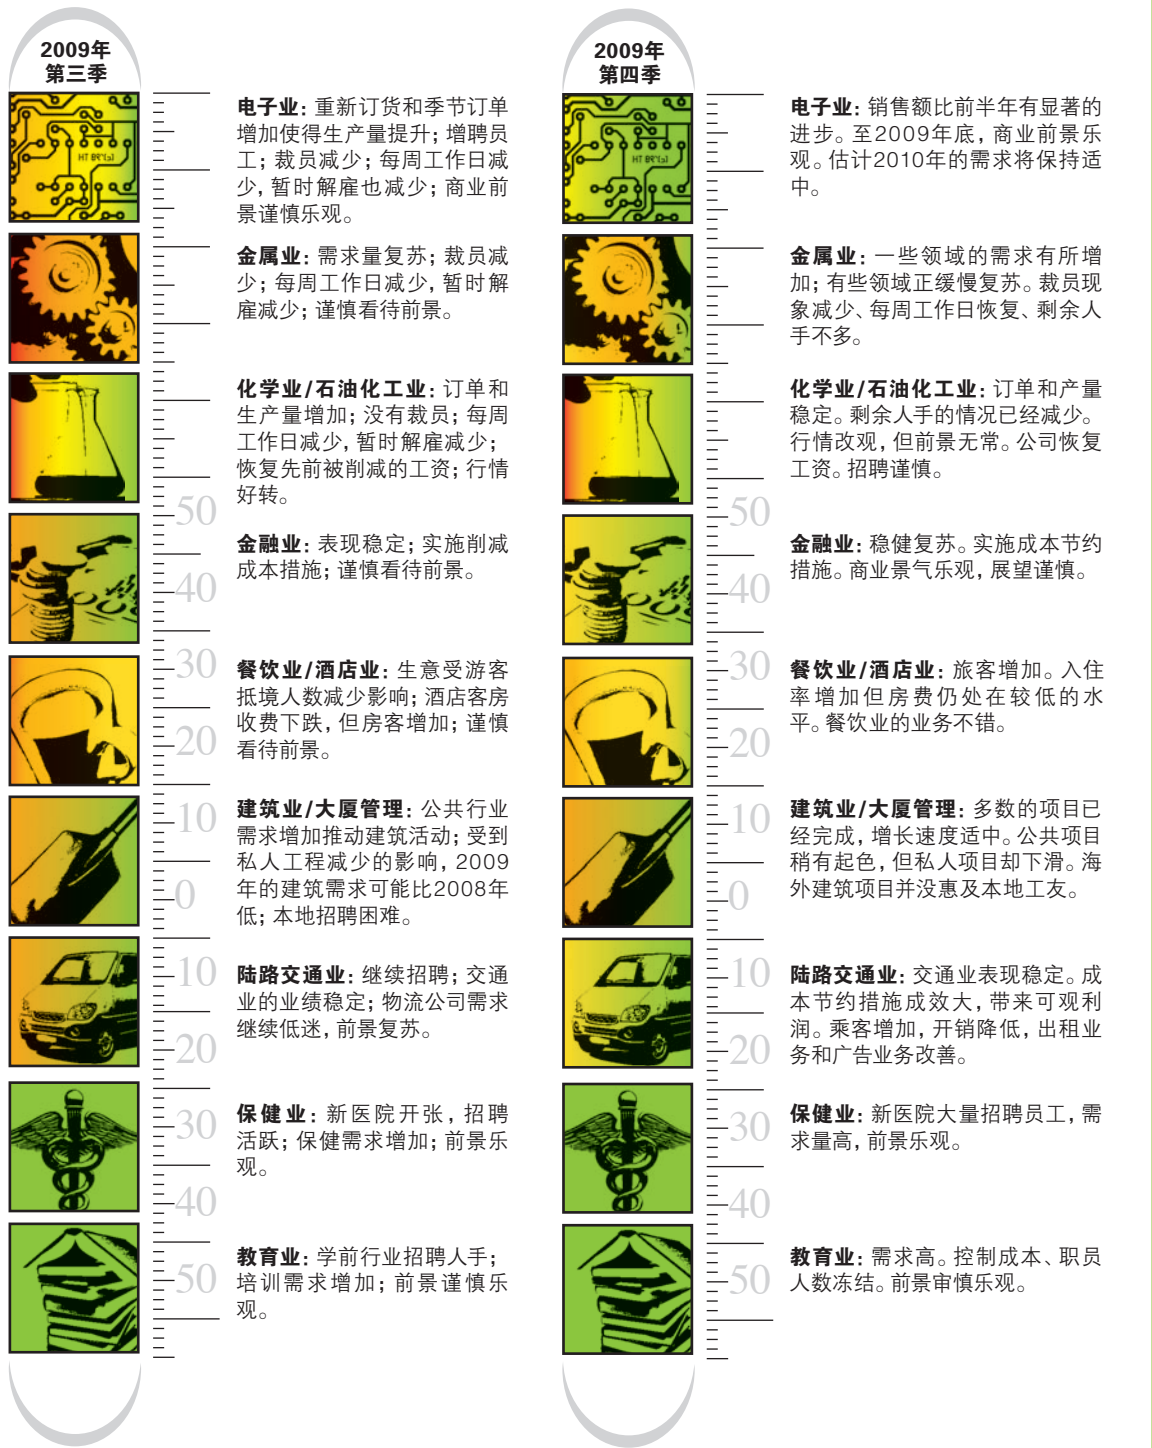 2009年
第三季
电子业：重新订货和季节订单
增加使得生产量提升；增聘员
工；裁员减少；每周工作日减
少，暂时解雇也减少；商业前
景谨慎乐观。
金属业：需求量复苏；裁员减
少；每周工作日减少，暂时解
雇减少；谨慎看待前景。
化学业/石油化工业：订单和
生产量增加；没有裁员；每周
工作日减少，暂时解雇减少；
恢复先前被削减的工资；行情
好转。
金融业：表现稳定；实施削减
成本措施；谨慎看待前景。
餐饮业/酒店业：生意受游客
抵境人数减少影响；酒店客房
收费下跌，但房客增加；谨慎
看待前景。
建筑业/大厦管理：公共行业
需求增加推动建筑活动；受到
私人工程减少的影响，2009
年的建筑需求可能比2008年
低；本地招聘困难。
陆路交通业：继续招聘；交通
业的业绩稳定；物流公司需求
继续低迷，前景复苏。
保健业：新医院开张，招聘
活跃；保健需求增加；前景乐
观。
教育业：学前行业招聘人手；
培训需求增加；前景谨慎乐
观。
50
40
30
20
10
0
10
20
30
40
50
2009年
第四季
电子业：销售额比前半年有显著的
进步。至2009年底，商业前景乐
观。估计2010年的需求将保持适
中。
金属业：一些领域的需求有所增
加；有些领域正缓慢复苏。裁员现
象减少、每周工作日恢复、剩余人
手不多。
化学业/石油化工业：订单和产量
稳定。剩余人手的情况已经减少。
行情改观，但前景无常。公司恢复
工资。招聘谨慎。
金融业：稳健复苏。实施成本节约
措施。商业景气乐观，展望谨慎。
餐饮业/酒店业：旅客增加。入住
率增加但房费仍处在较低的水
平。餐饮业的业务不错。
建筑业/大厦管理：多数的项目已
经完成，增长速度适中。公共项目
稍有起色，但私人项目却下滑。海
外建筑项目并没惠及本地工友。
陆路交通业：交通业表现稳定。成
本节约措施成效大，带来可观利
润。乘客增加，开销降低，出租业
务和广告业务改善。
保健业：新医院大量招聘员工，需
求量高，前景乐观。
教育业：需求高。控制成本、职员
人数冻结。前景审慎乐观。
50
40
30
20
10
0
10
20
30
40
50